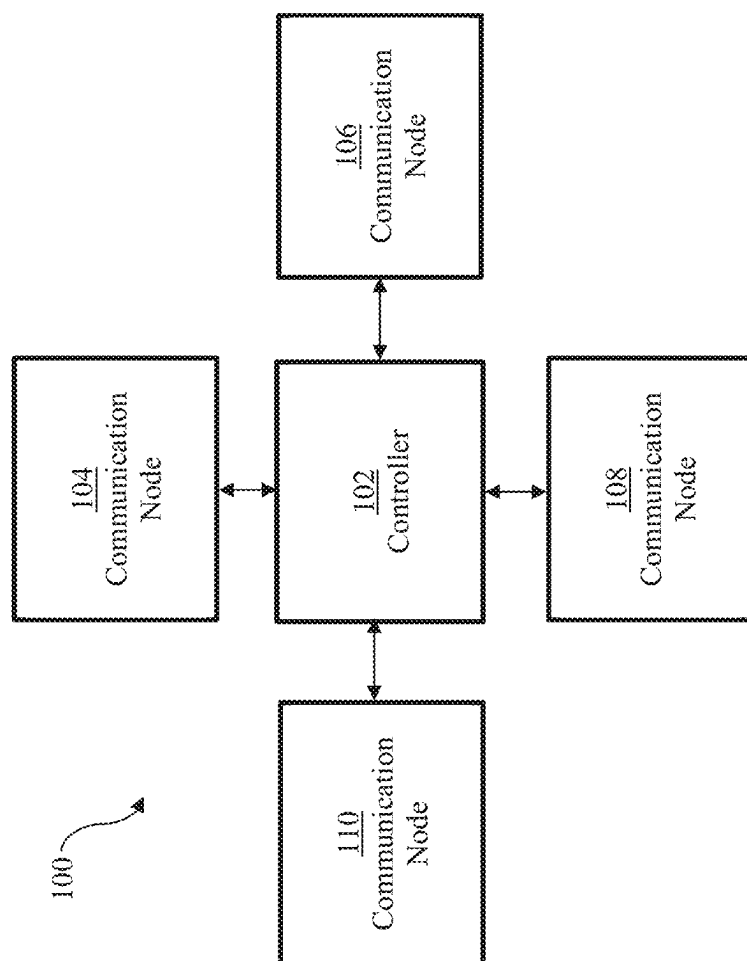 100
104
Communication
Node
110
Communication
Node
102
Controller
106
Communication
Node
108
Communication
Node